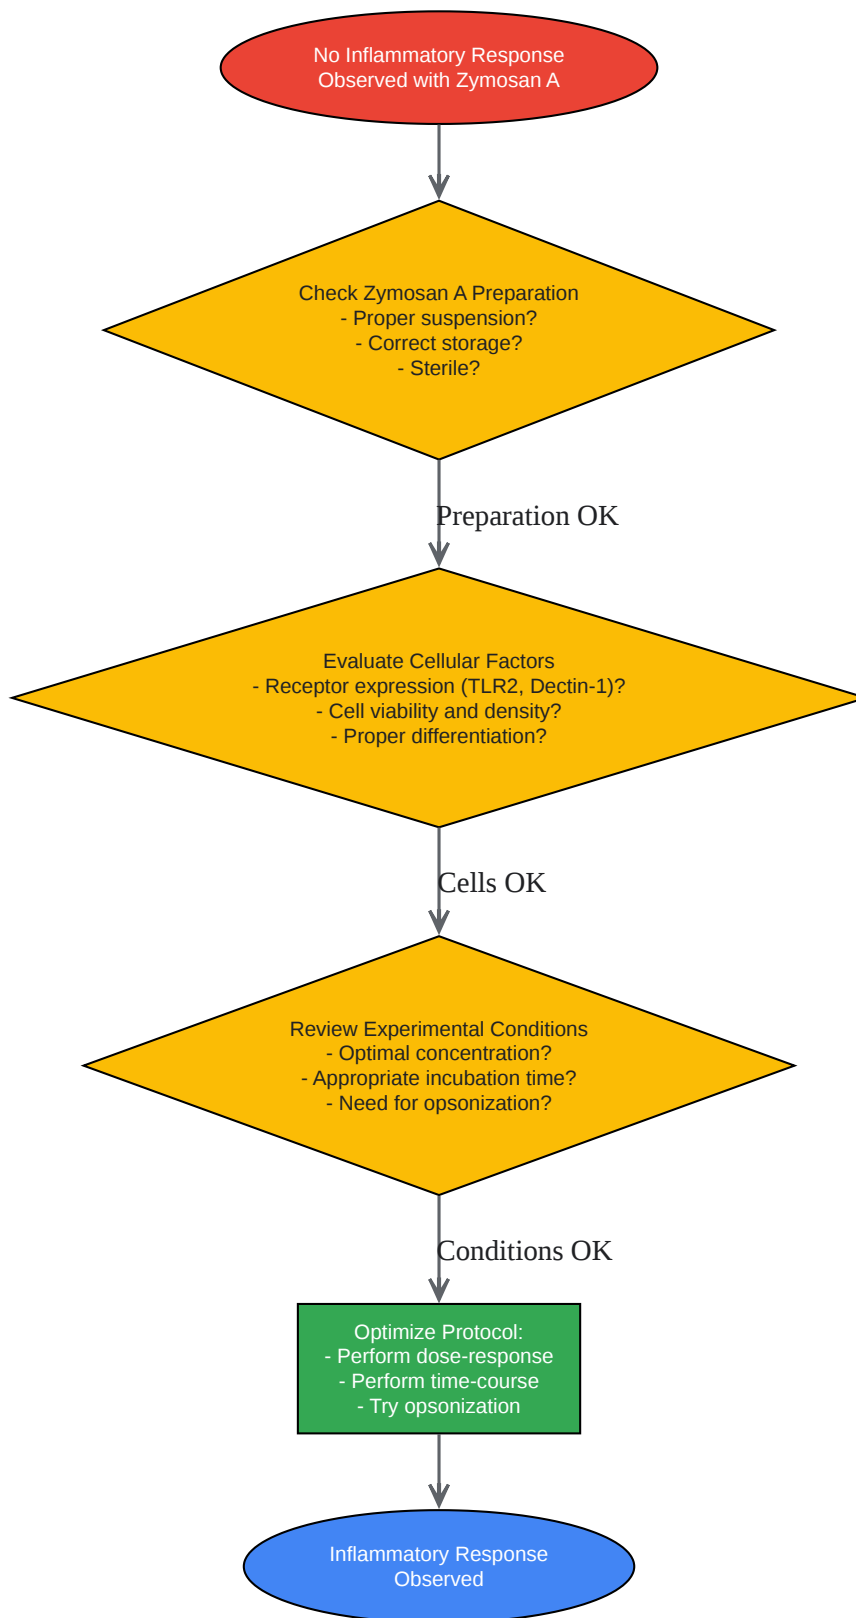 No Inflammatory Response
Observed with Zymosan A
Check Zymosan A Preparation
- Proper suspension?
- Correct storage?
- Sterile?
Preparation OK
Evaluate Cellular Factors
- Receptor expression (TLR2, Dectin-1)?
- Cell viability and density?
- Proper differentiation?
Cells OK
Review Experimental Conditions
- Optimal concentration?
- Appropriate incubation time?
- Need for opsonization?
Conditions OK
Optimize Protocol:
- Perform dose-response
- Perform time-course
- Try opsonization
Inflammatory Response
Observed